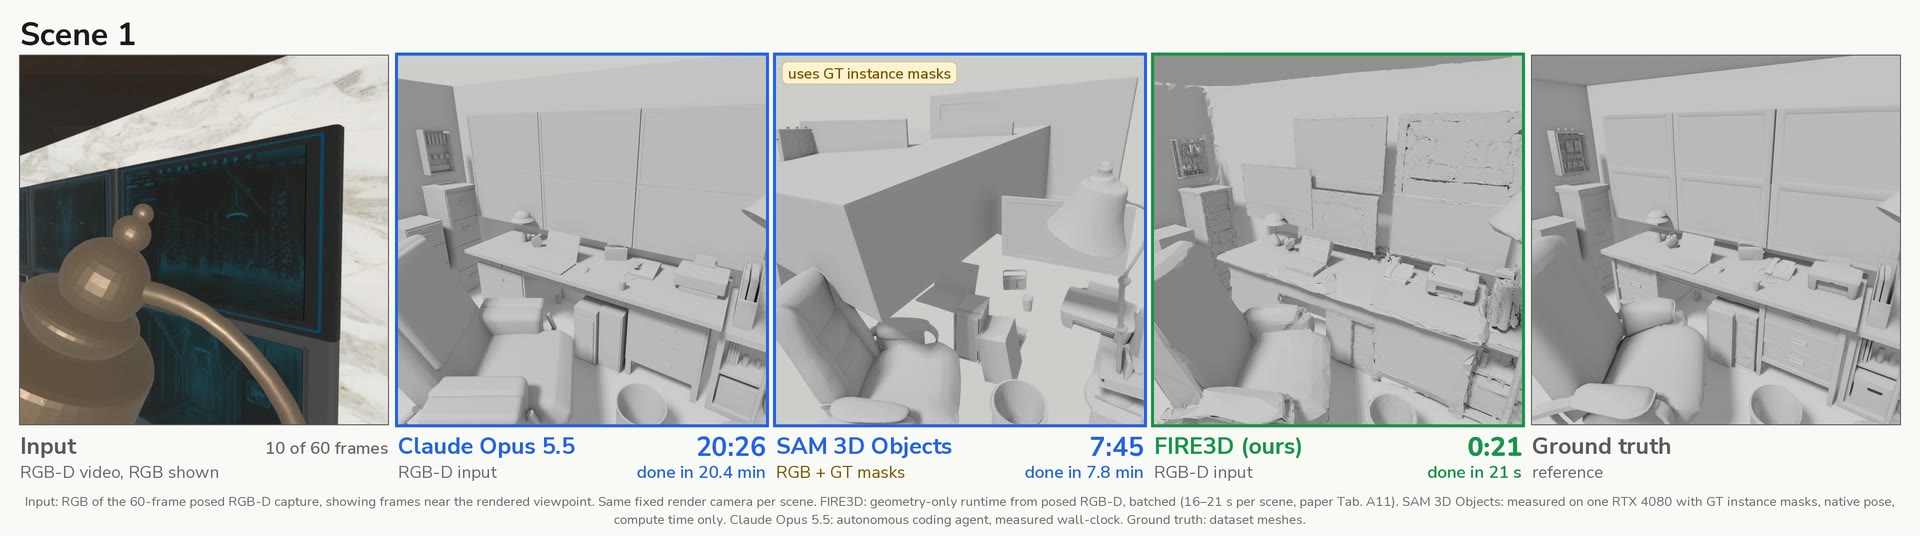 Scene 1
uses GT instance masks
Input 10 of 60 frames
RGB-D video, RGB shown
Claude Opus 5.5 20:26
RGB-D input done in 20.4 min
SAM 3D Objects 7:45
RGB + GT masks done in 7.8 min
FIRE3D (ours) 0:21
RGB-D input done in 21 s
Ground truth
reference
Input: RGB of the 60-frame posed RGB-D capture, showing frames near the rendered viewpoint. Same fixed render camera per scene. FIRE3D: geometry-only runtime from posed RGB-D, batched (16–21 s per scene, paper Tab. A11). SAM 3D Objects: measured on one RTX 4080 with GT instance masks, native pose,
compute time only. Claude Opus 5.5: autonomous coding agent, measured wall-clock. Ground truth: dataset meshes.